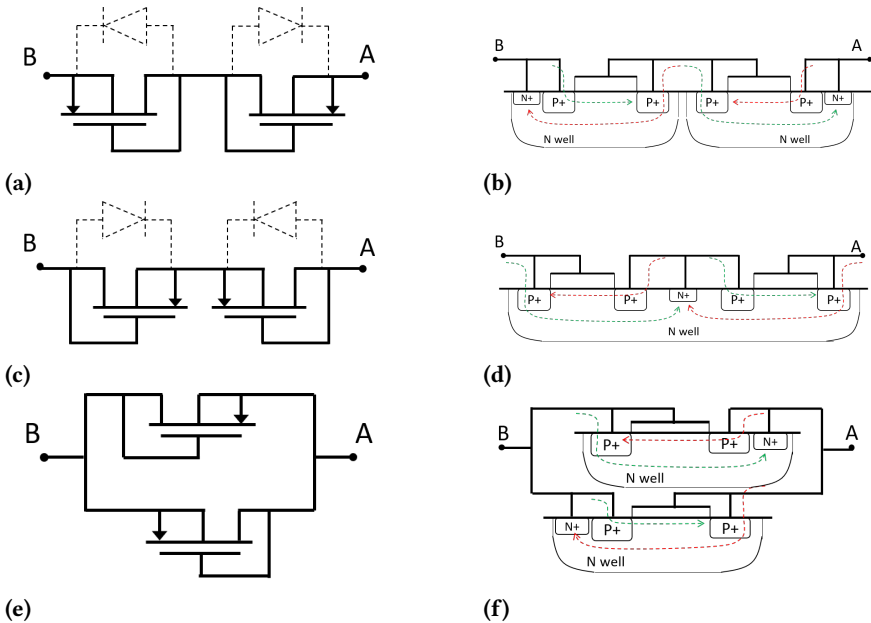 B A
(a)
B A
N+ P+ P+ P+ P+ N+
N well N well
(b)
B A
(c)
B A
P+ P+ N+ P+ P+
N well
(d)
B A
(e)
B A
P+ P+ N+
N well
N+ P+ P+
N well
(f)